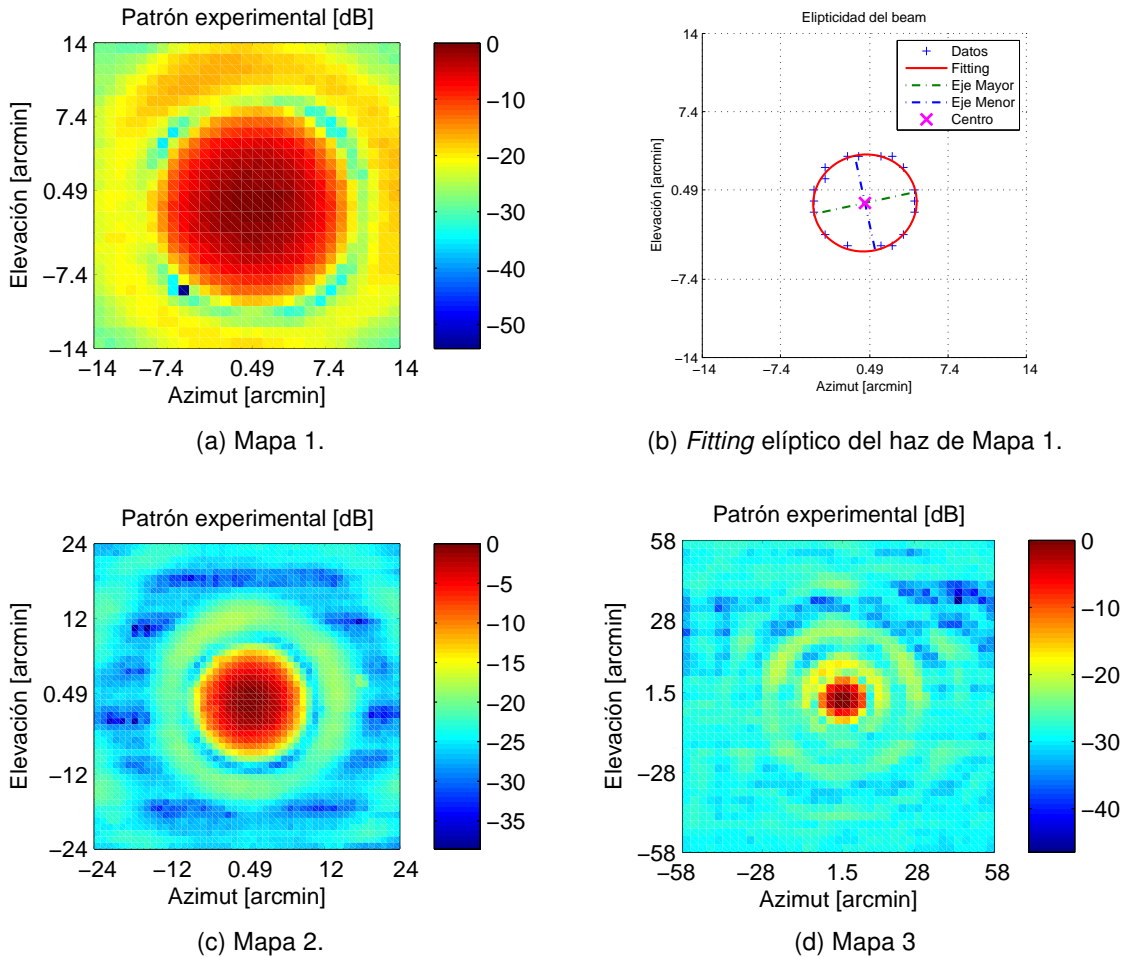 Patrón experimental [dB]
Elevación [arcmin]
14
7.4
0.49
−7.4
−14
−14
−7.4
0.49
7.4
14
Azimut [arcmin]
0
−10
−20
−30
−40
−50
(a) Mapa 1.
Elipticidad del beam
Elevación [arcmin]
14
7.4
0.49
−7.4
−14
−14
−7.4
0.49
7.4
14
Azimut [arcmin]
Datos
Fitting
Eje Mayor
Eje Menor
Centro
(b) Fitting elíptico del haz de Mapa 1.
Patrón experimental [dB]
Elevación [arcmin]
24
12
0.49
−12
−24
−24
−12
0.49
12
24
Azimut [arcmin]
0
−5
−10
−15
−20
−25
−30
−35
(c) Mapa 2.
Patrón experimental [dB]
Elevación [arcmin]
58
28
1.5
−28
−58
−58
−28
1.5
28
58
Azimut [arcmin]
0
−10
−20
−30
−40
(d) Mapa 3